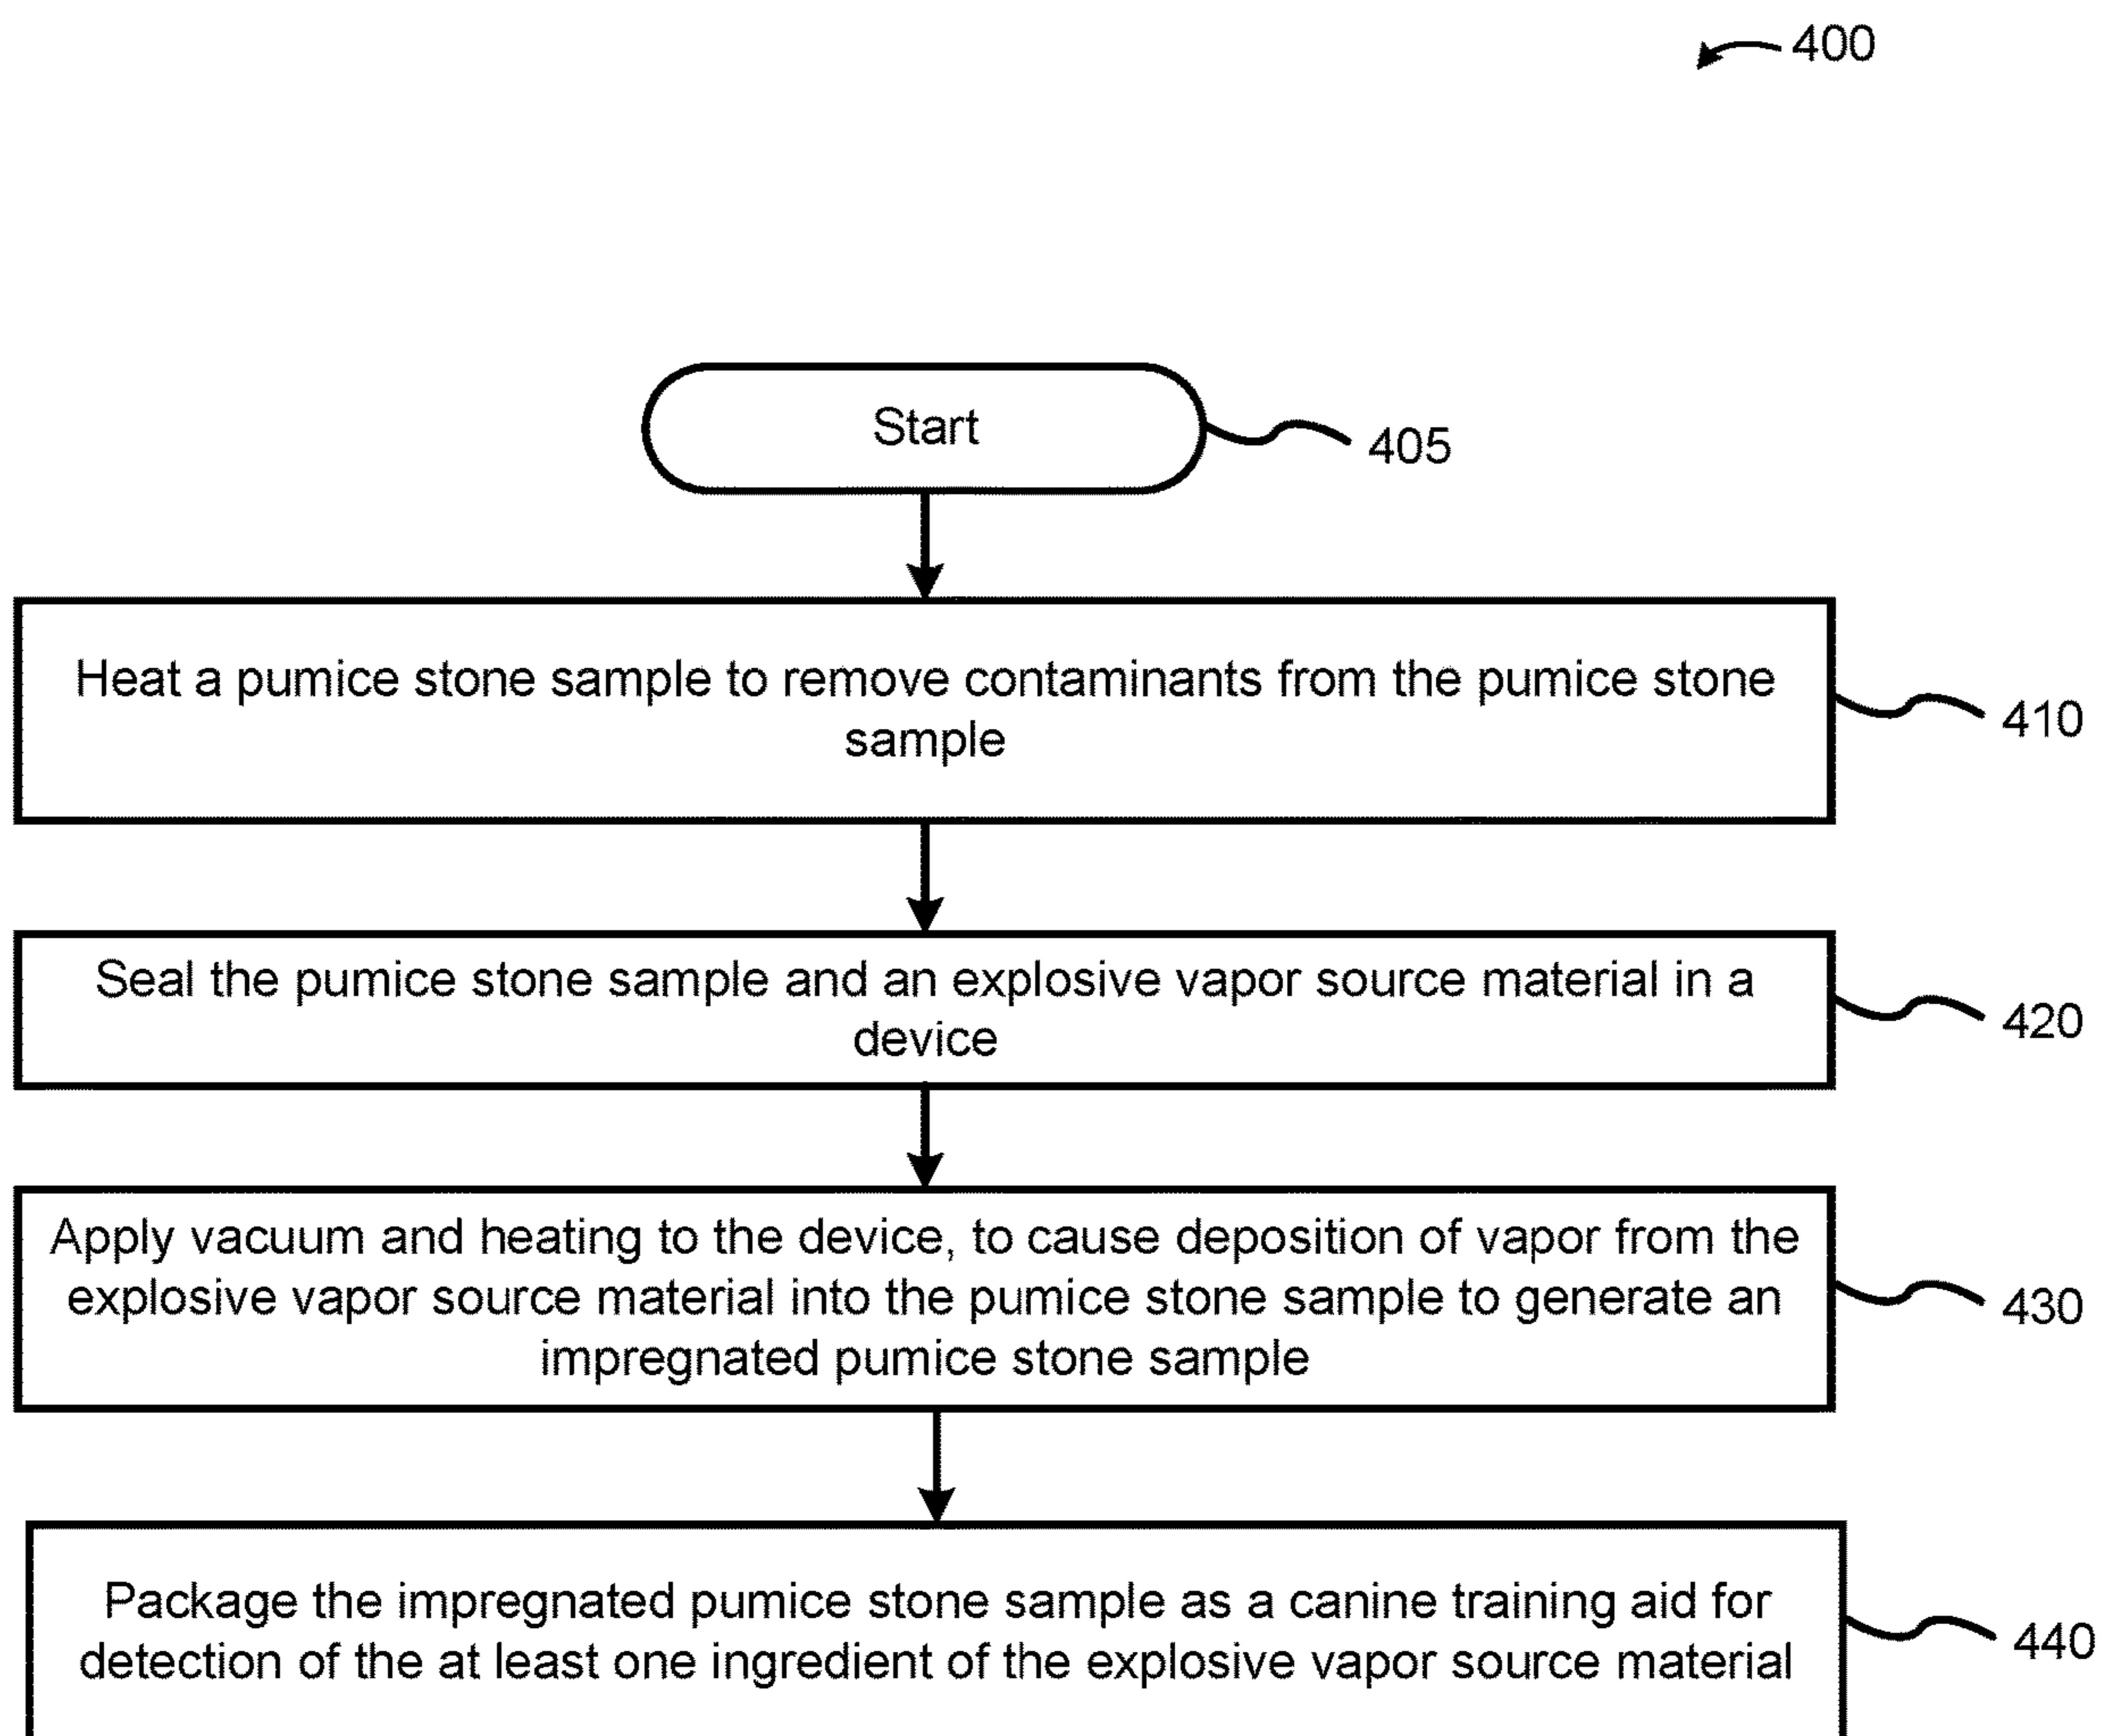 400
Start
405
Heat a pumice stone sample to remove contaminants from the pumice stone
sample
410
Seal the pumice stone sample and an explosive vapor source material in a
device
420
Apply vacuum and heating to the device, to cause deposition of vapor from the
explosive vapor source material into the pumice stone sample to generate an
impregnated pumice stone sample
430
Package the impregnated pumice stone sample as a canine training aid for
detection of the at least one ingredient of the explosive vapor source material
440